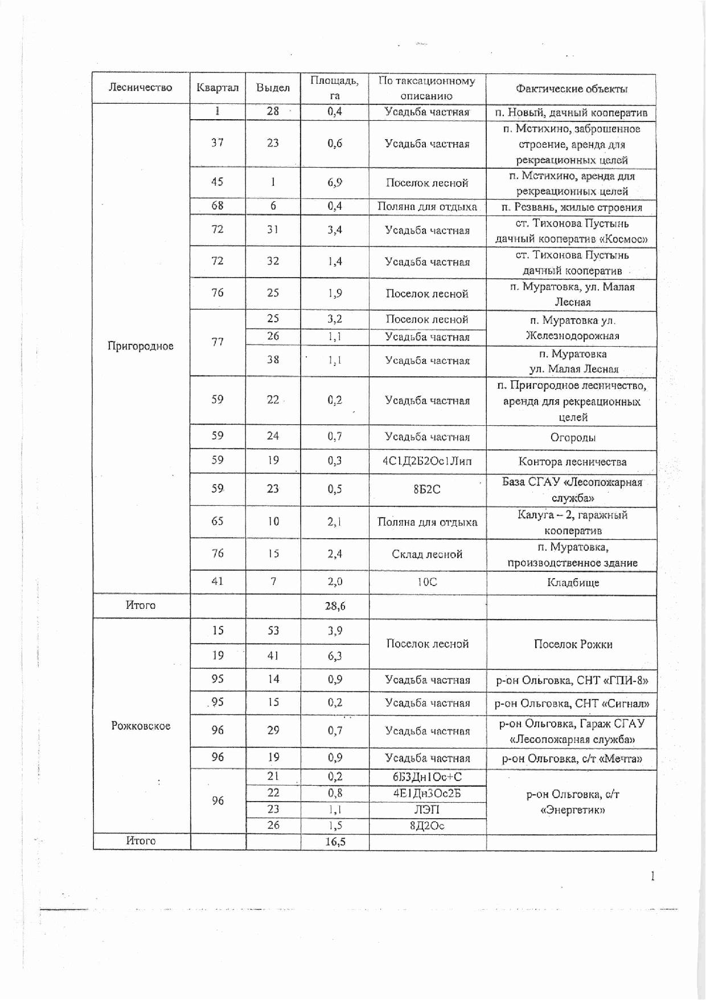 Лесничество Квартал Выдел Площадь, га По таксационному описанию Фактические объекты
Пригородное
1 28 0,4 Усадьба частная п. Новый, дачный кооператив
37 23 0,6 Усадьба частная п. Мстихино, заброшенное строение, аренда для рекреационных целей
45 1 6,9 Поселок лесной п. Мстихино, аренда для рекреационных целей
68 6 0,4 Поляна для отдыха п. Резвань, жилые строения
72 31 3,4 Усадьба частная ст. Тихонова Пустынь дачный кооператив «Космос»
72 32 1,4 Усадьба частная ст. Тихонова Пустынь дачный кооператив
76 25 1,9 Поселок лесной п. Муратовка, ул. Малая Лесная
77 25 3,2 Поселок лесной п. Муратовка ул.
26 1,1 Усадьба частная Железнодорожная
38 1,1 Усадьба частная п. Муратовка ул. Малая Лесная
59 22 0,2 Усадьба частная п. Пригородное лесничество, аренда для рекреационных целей
59 24 0,7 Усадьба частная Огороды
59 19 0,3 4С1Д2Б2Ос1Лип Контора лесничества
59 23 0,5 8Б2С База СГАУ «Лесопожарная служба»
65 10 2,1 Поляна для отдыха Калуга – 2, гаражный кооператив
76 15 2,4 Склад лесной п. Муратовка, производственное здание
41 7 2,0 10С Кладбище
Итого 28,6
Рожковское
15 53 3,9 Поселок лесной Поселок Рожки
19 41 6,3
95 14 0,9 Усадьба частная р-он Ольговка, СНТ «ГПИ-8»
95 15 0,2 Усадьба частная р-он Ольговка, СНТ «Сигнал»
96 29 0,7 Усадьба частная р-он Ольговка, Гараж СГАУ «Лесопожарная служба»
96 19 0,9 Усадьба частная р-он Ольговка, с/т «Мечта»
96 21 0,2 6Б3Дн1Ос+С
22 0,8 4Е1Дн3Ос2Б р-он Ольговка, с/т
23 1,1 ЛЭП «Энергетик»
26 1,5 8Д2Ос
Итого 16,5
1